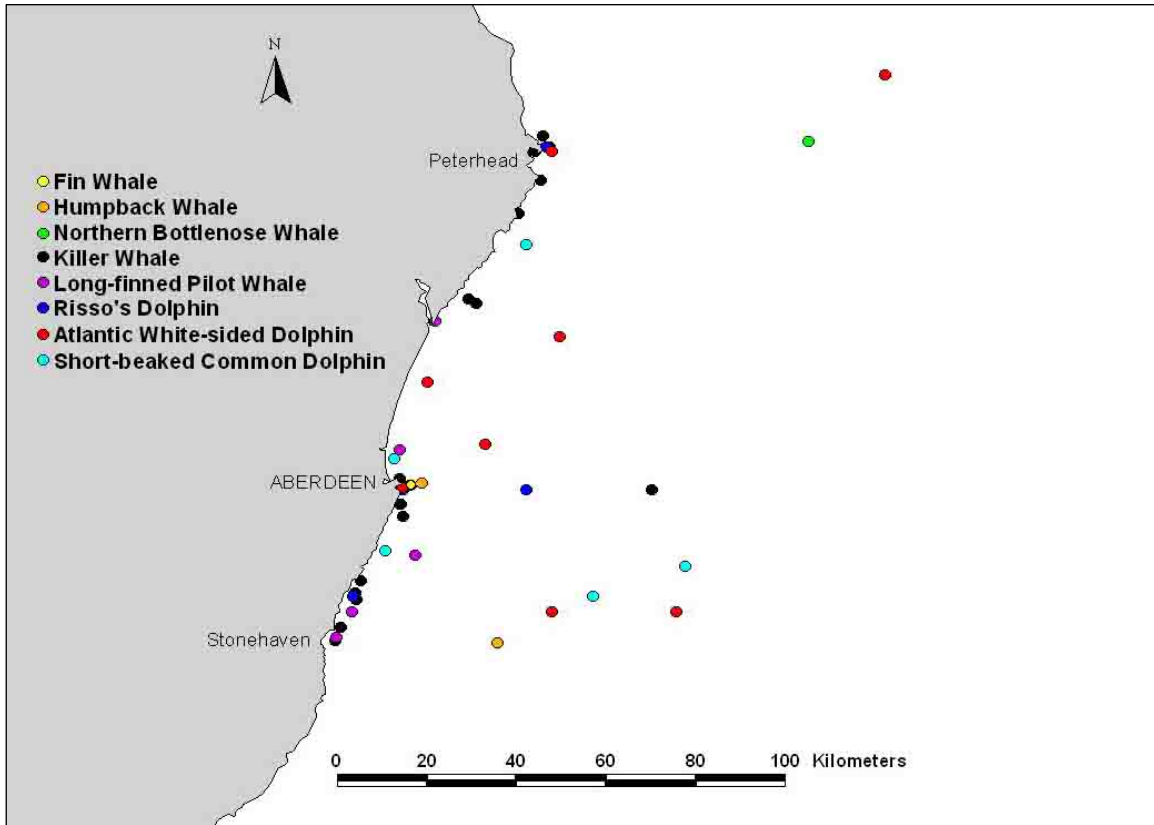 N
Peterhead
Fin Whale
Humpback Whale
Northern Bottlenose Whale
Killer Whale
Long-finned Pilot Whale
Risso's Dolphin
Atlantic White-sided Dolphin
Short-beaked Common Dolphin
ABERDEEN
Stonehaven
0 20 40 60 80 100 Kilometers